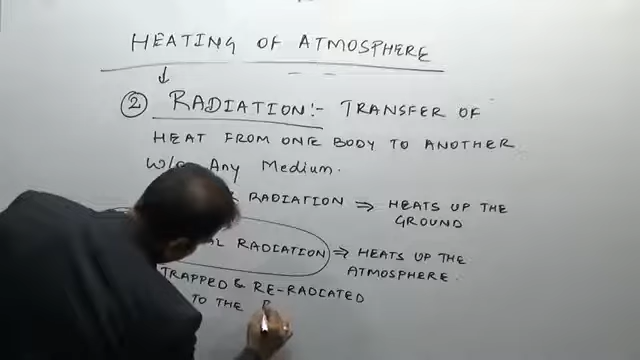 HEATING OF ATMOSPHERE
② RADIATION:- TRANSFER OF
HEAT FROM ONE BODY TO ANOTHER
W/O Any Medium.
RADIATION ⇒ HEATS UP THE
GROUND
RADIATION ⇒ HEATS UP THE
ATMOSPHERE.
TRAPPED & RE-RADIATED
TO THE